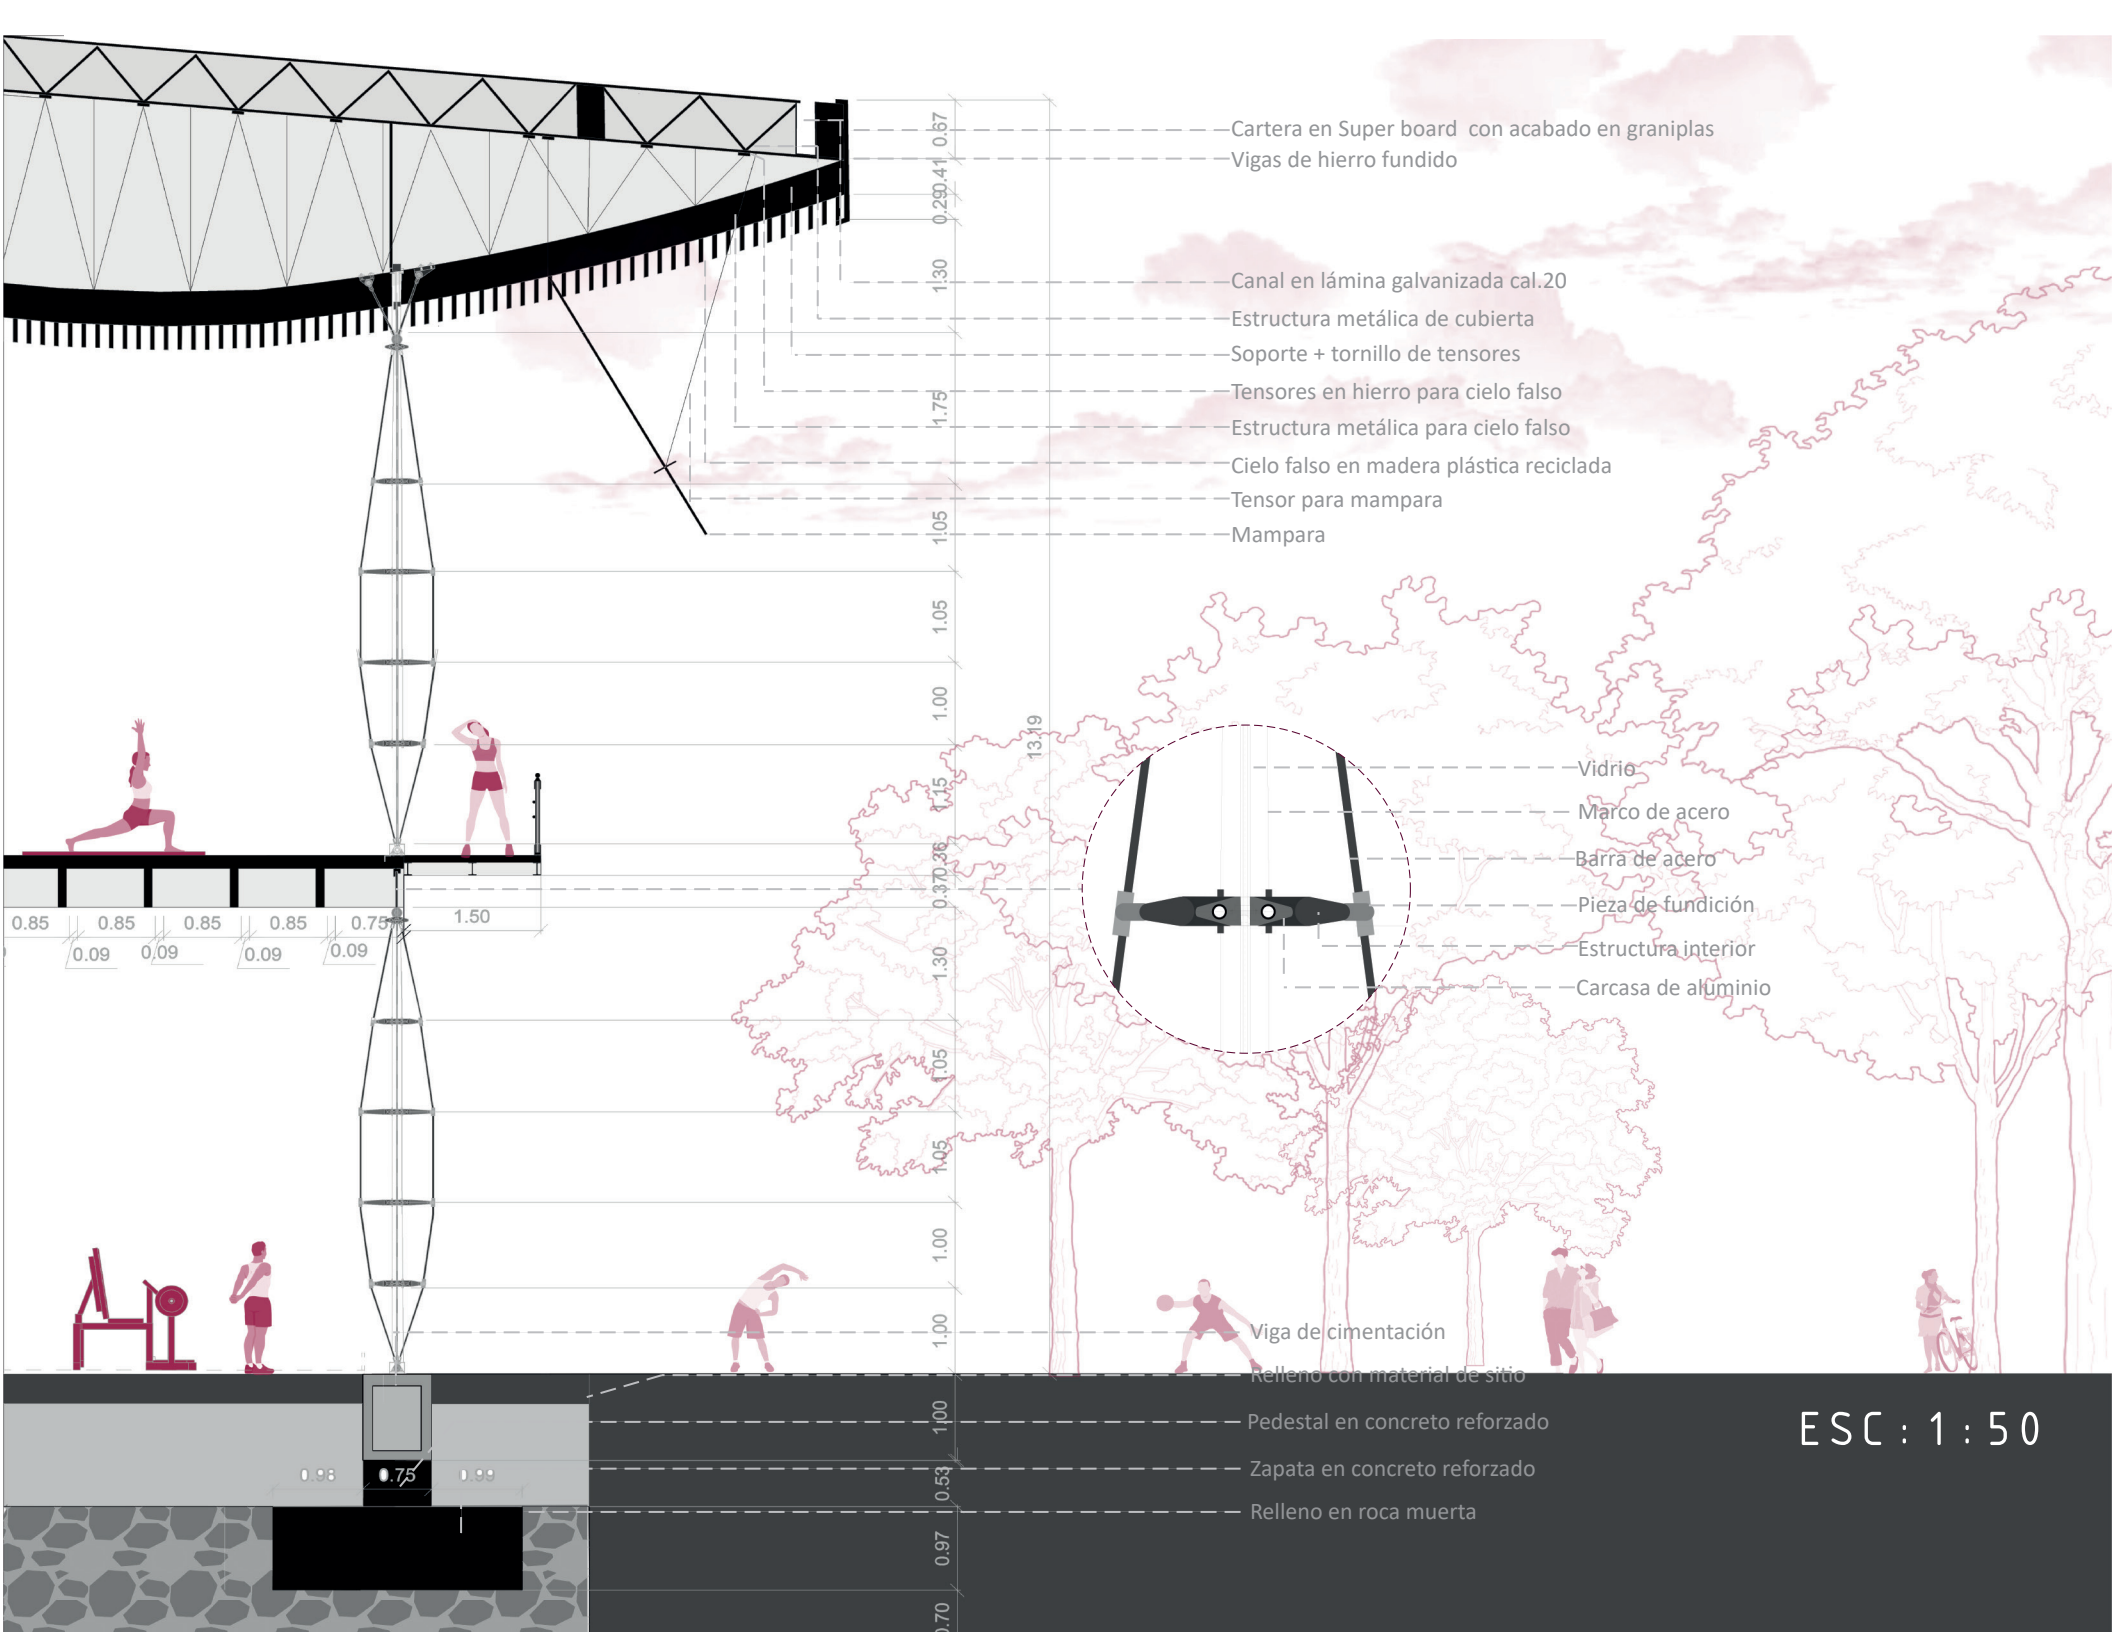 Cartera en Super board con acabado en graniplas
Vigas de hierro fundido
Canal en lámina galvanizada cal.20
Estructura metálica de cubierta
Soporte + tornillo de tensores
Tensores en hierro para cielo falso
Estructura metálica para cielo falso
Cielo falso en madera plástica reciclada
Tensor para mampara
Mampara
0.67
0.41
0.29
1.30
1.75
1.05
1.05
1.00
1.15
0.36
0.37
1.30
1.05
1.05
1.00
1.00
1.00
0.53
0.97
0.70
13.19
Vidrio
Marco de acero
Barra de acero
Pieza de fundición
Estructura interior
Carcasa de aluminio
0.85
0.85
0.85
0.85
0.75
1.50
0.09
0.09
0.09
0.09
Viga de cimentación
Relleno con material de sitio
Pedestal en concreto reforzado
Zapata en concreto reforzado
Relleno en roca muerta
0.98
0.75
0.99
ESC:1:50